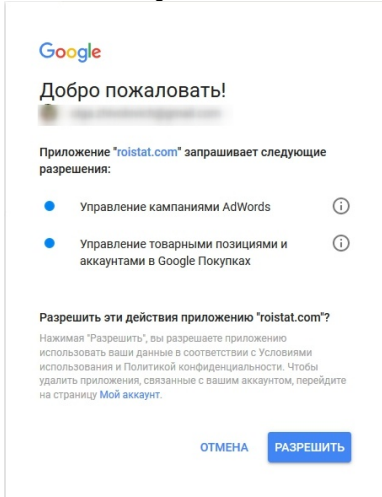 Google
Добро пожаловать!
Приложение "roistat.com" запрашивает следующие
разрешения:
Управление кампаниями AdWords
Управление товарными позициями и
аккаунтами в Google Покупках
Разрешить эти действия приложению "roistat.com"?
Нажимая "Разрешить", вы разрешаете приложению
использовать ваши данные в соответствии с Условиями
использования и Политикой конфиденциальности. Чтобы
удалить приложения, связанные с вашим аккаунтом, перейдите
на страницу Мой аккаунт.
ОТМЕНА РАЗРЕШИТЬ